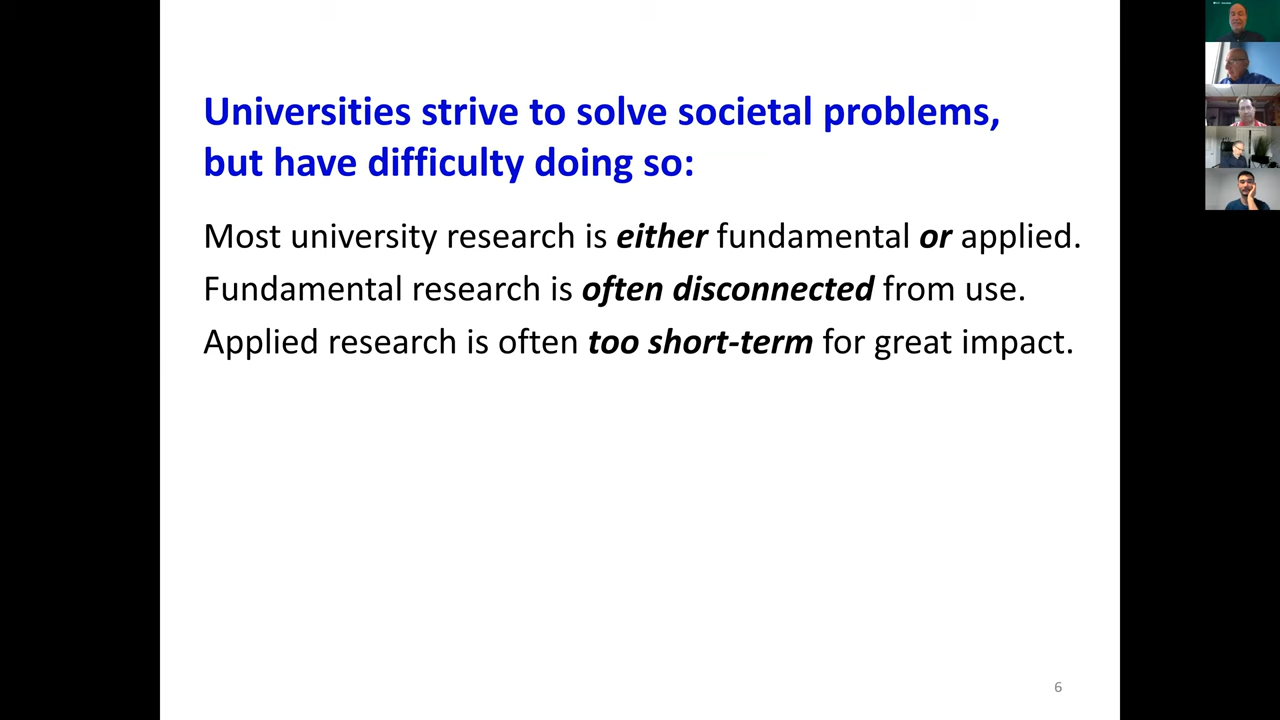 Universities strive to solve societal problems,
but have difficulty doing so:
Most university research is either fundamental or applied.
Fundamental research is often disconnected from use.
Applied research is often too short-term for great impact.
6